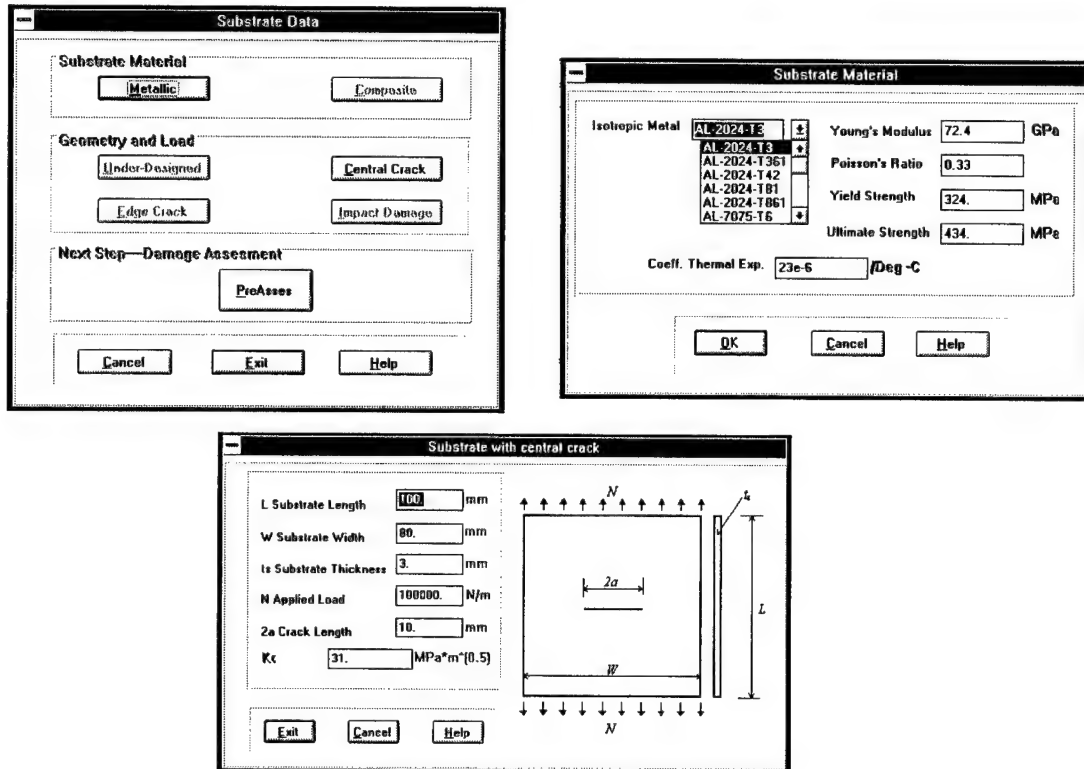 Substrate Data
Substrate Material
Metallic
Composite
Geometry and Load
Under-Designed
Central Crack
Edge Crack
Impact Damage
Next Step—Damage Assesment
PreAsses
Cancel
Exit
Help
Substrate Material
Isotropic Metal
AL-2024-T3
AL-2024-T3
AL-2024-T361
AL-2024-T42
AL-2024-T81
AL-2024-T861
AL-7075-T6
Young's Modulus 72.4 GPa
Poisson's Ratio 0.33
Yield Strength 324. MPa
Ultimate Strength 434. MPa
Coeff. Thermal Exp. 23e-6 /Deg -C
OK
Cancel
Help
Substrate with central crack
L Substrate Length 100. mm
W Substrate Width 80. mm
ts Substrate Thickness 3. mm
N Applied Load 100000. N/m
2a Crack Length 10. mm
Kc 31. MPa*m^(0.5)
Exit
Cancel
Help
N
ts
2a
L
W
N